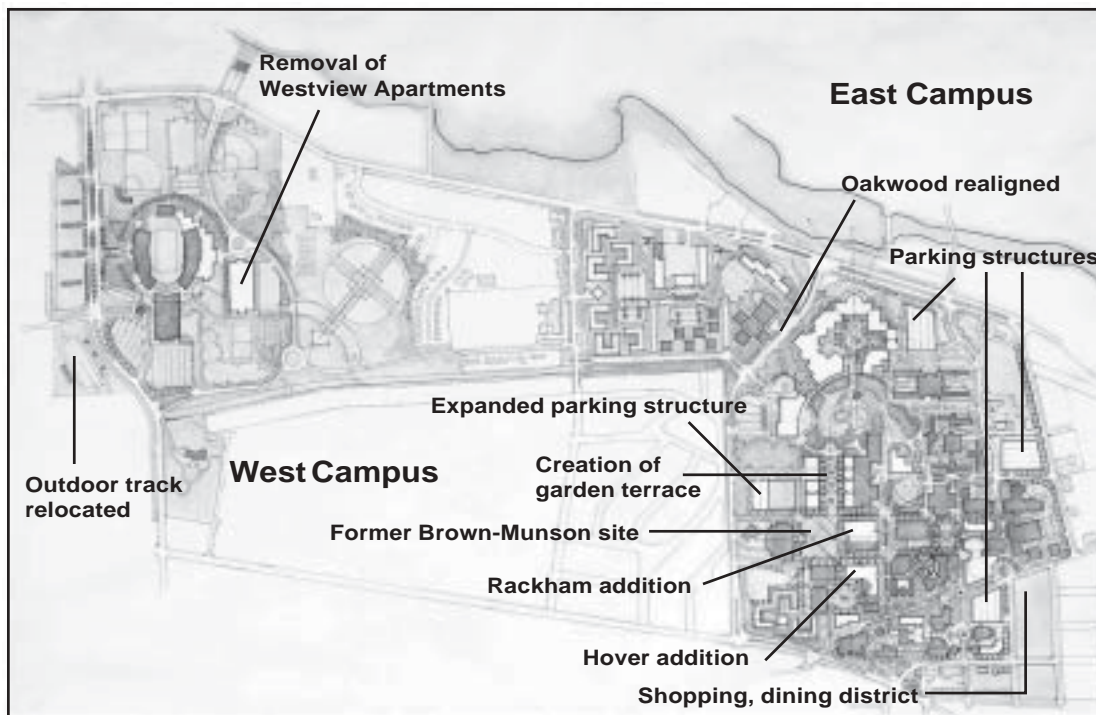 Removal of
Westview Apartments
East Campus
Oakwood realigned
Parking structures
Expanded parking structure
West Campus
Creation of
garden terrace
Outdoor track
relocated
Former Brown-Munson site
Rackham addition
Hover addition
Shopping, dining district